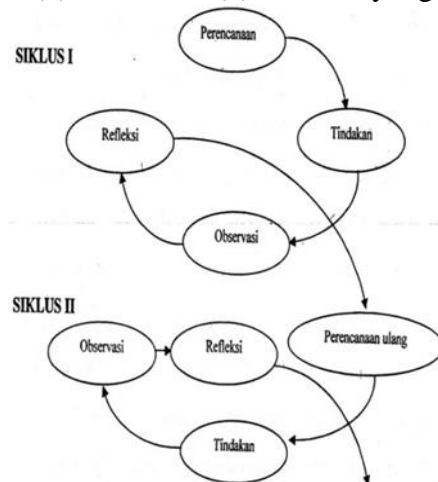 Perencanaan
SIKLUS I
Refleksi
Tindakan
Observasi
SIKLUS II
Perencanaan ulang
Observasi
Refleksi
Tindakan